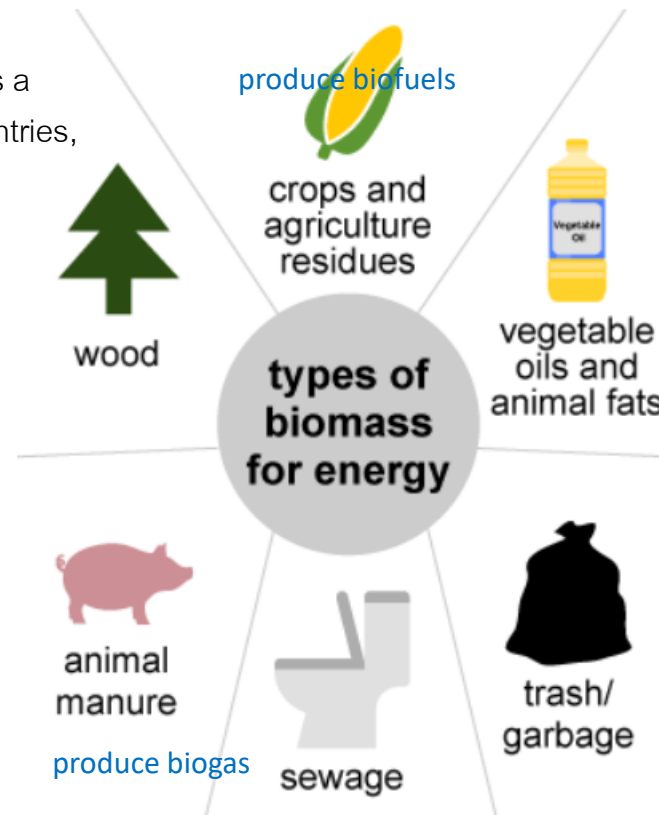 s a
ntries,
produce biofuels
crops and
agriculture
residues
Vegetable
Oil
vegetable
oils and
animal fats
wood
types of
biomass
for energy
animal
manure
produce biogas
sewage
trash/
garbage